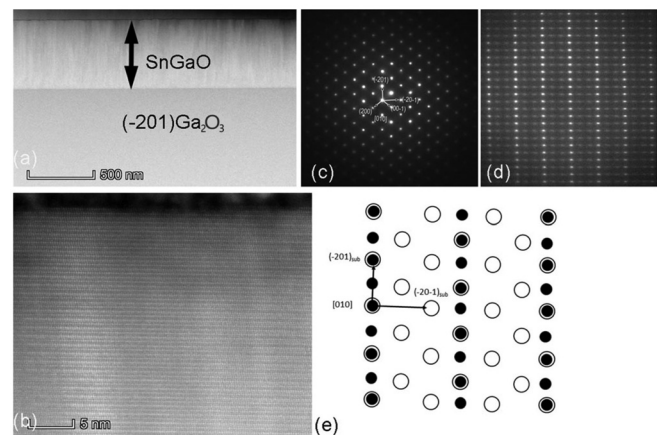 SnGaO
(-201)Ga₂O₃
(a)
500 nm
(b)
5 nm
(-201)
(-20-1)
(00-1)
(200)
[010]
(c)
(d)
(-201)sub
[010]
(-20-1)sub
(e)